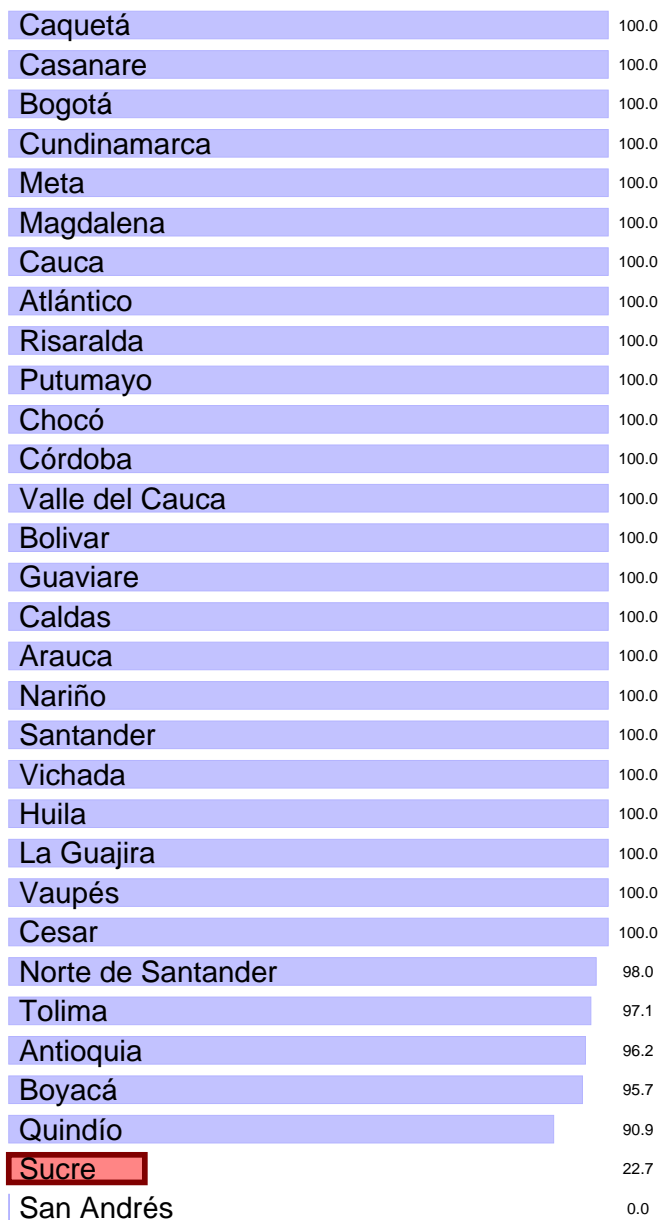 Caquetá 100.0
Casanare 100.0
Bogotá 100.0
Cundinamarca 100.0
Meta 100.0
Magdalena 100.0
Cauca 100.0
Atlántico 100.0
Risaralda 100.0
Putumayo 100.0
Chocó 100.0
Córdoba 100.0
Valle del Cauca 100.0
Bolivar 100.0
Guaviare 100.0
Caldas 100.0
Arauca 100.0
Nariño 100.0
Santander 100.0
Vichada 100.0
Huila 100.0
La Guajira 100.0
Vaupés 100.0
Cesar 100.0
Norte de Santander 98.0
Tolima 97.1
Antioquia 96.2
Boyacá 95.7
Quindío 90.9
Sucre 22.7
San Andrés 0.0